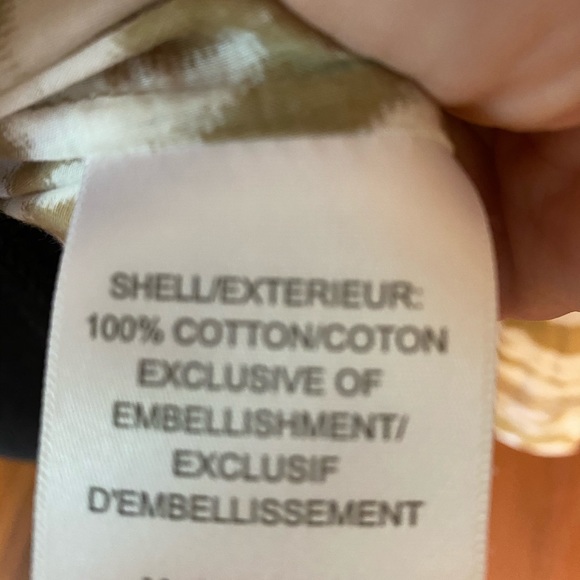 SHELL/EXTERIEUR:
100% COTTON/COTON
EXCLUSIVE OF
EMBELLISHMENT/
EXCLUSIF
D'EMBELLISSEMENT